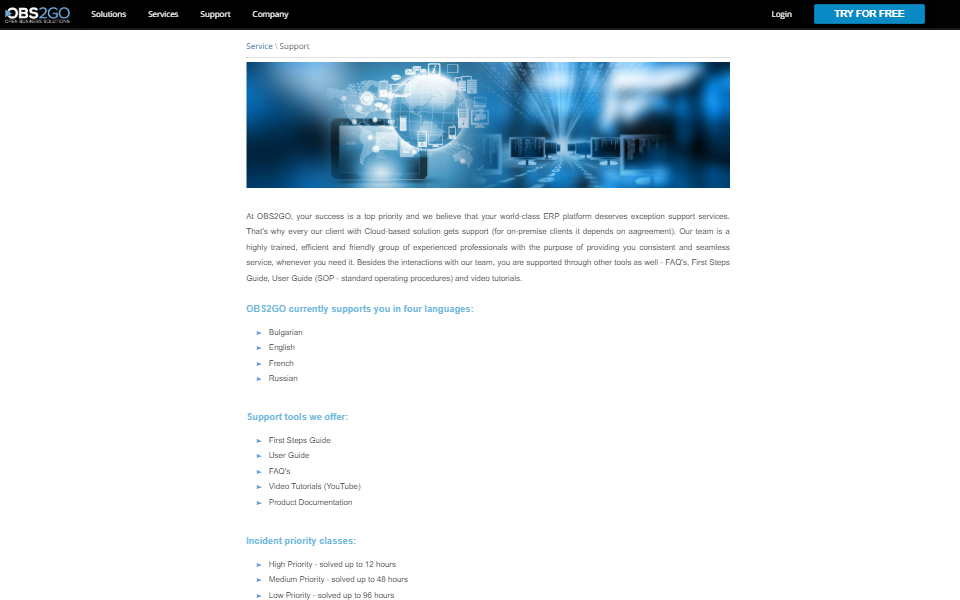 OBS2GO
OPEN BUSINESS SOLUTIONS
Solutions
Services
Support
Company
Login
TRY FOR FREE
Service \ Support
At OBS2GO, your success is a top priority and we believe that your world-class ERP platform deserves exception support services.
That's why every our client with Cloud-based solution gets support (for on-premise clients it depends on aagreement). Our team is a
highly trained, efficient and friendly group of experienced professionals with the purpose of providing you consistent and seamless
service, whenever you need it. Besides the interactions with our team, you are supported through other tools as well - FAQ's, First Steps
Guide, User Guide (SOP - standard operating procedures) and video tutorials.
OBS2GO currently supports you in four languages:
Bulgarian
English
French
Russian
Support tools we offer:
First Steps Guide
User Guide
FAQ's
Video Tutorials (YouTube)
Product Documentation
Incident priority classes:
High Priority - solved up to 12 hours
Medium Priority - solved up to 48 hours
Low Priority - solved up to 96 hours